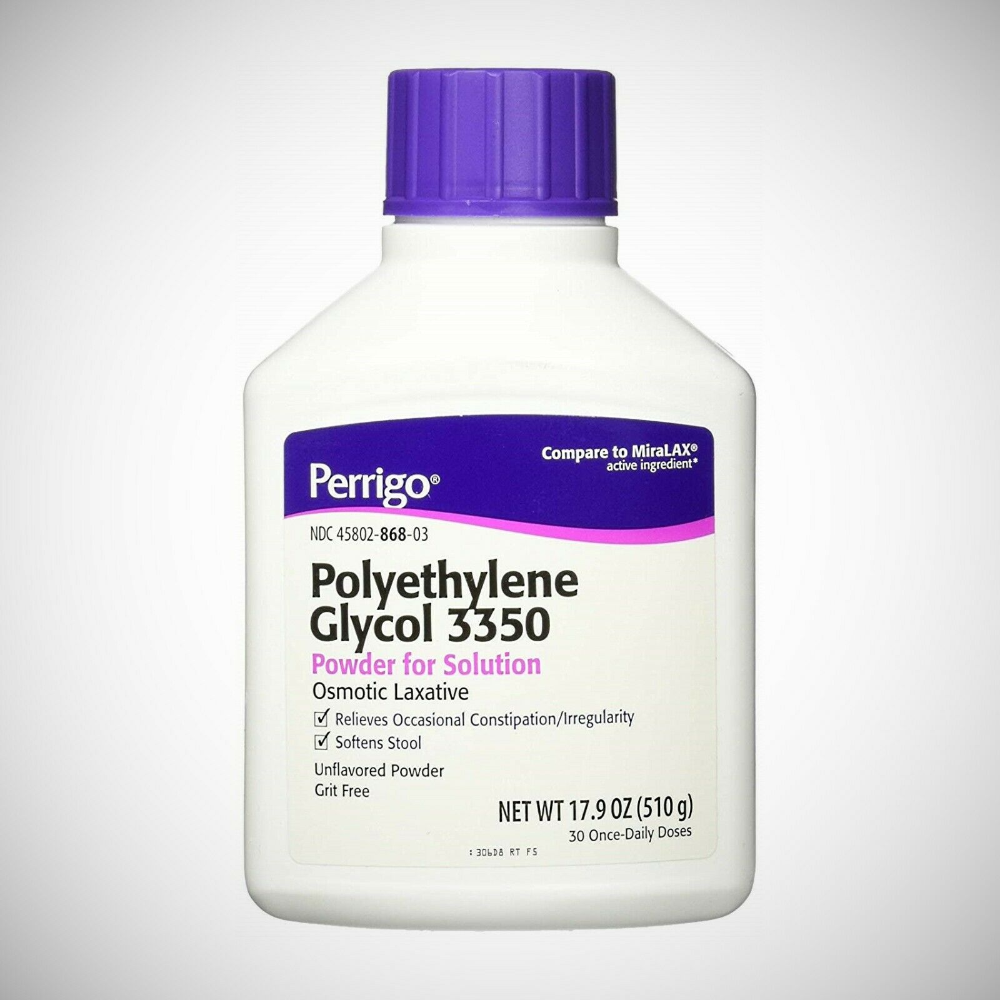 Compare to MiraLAX®
active ingredient*
Perrigo®
NDC 45802-868-03
Polyethylene
Glycol 3350
Powder for Solution
Osmotic Laxative
☑ Relieves Occasional Constipation/Irregularity
☑ Softens Stool
Unflavored Powder
Grit Free
NET WT 17.9 OZ (510 g)
30 Once-Daily Doses
: 306D8 RT F5